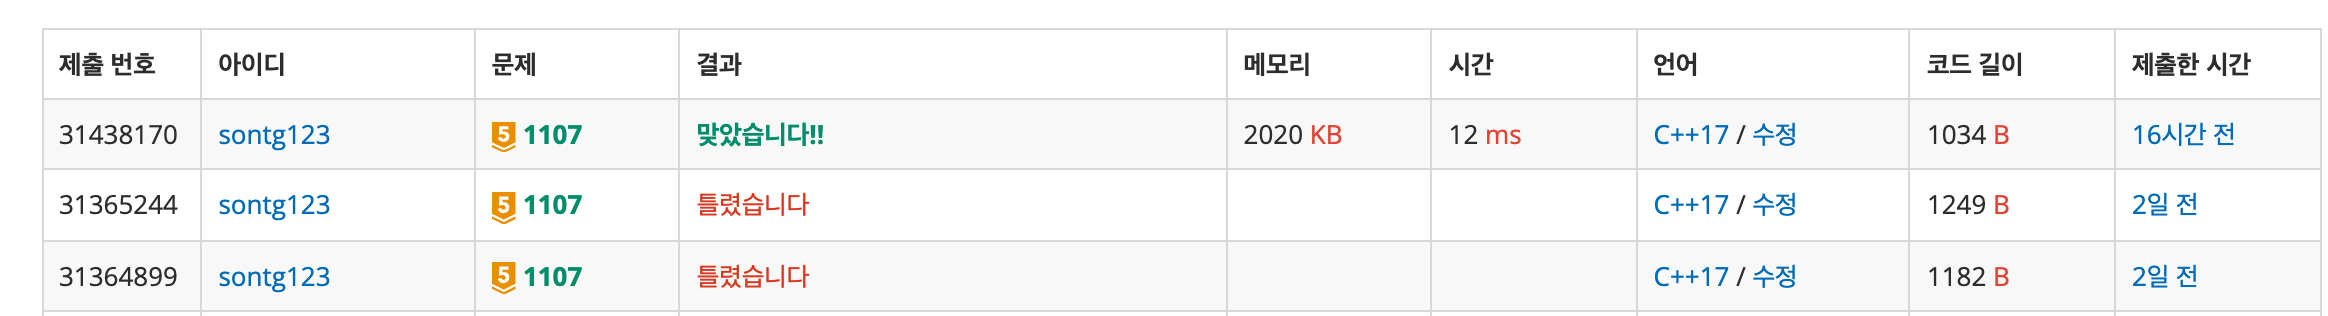 제출 번호 아이디 문제 결과 메모리 시간 언어 코드 길이 제출한 시간
31438170 sontg123 5 1107 맞았습니다!! 2020 KB 12 ms C++17 / 수정 1034 B 16시간 전
31365244 sontg123 5 1107 틀렸습니다 C++17 / 수정 1249 B 2일 전
31364899 sontg123 5 1107 틀렸습니다 C++17 / 수정 1182 B 2일 전